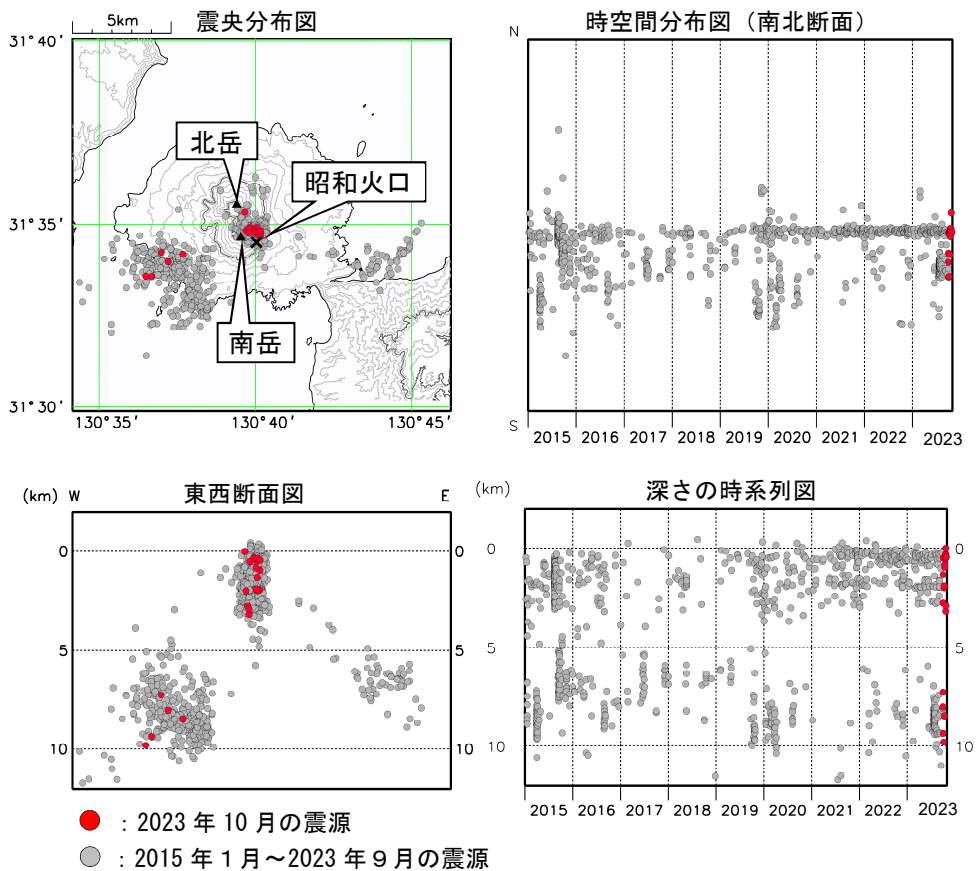 5km
震央分布図
31°40′
31°35′
31°30′
130°35′
130°40′
130°45′
北岳
昭和火口
南岳
時空間分布図（南北断面）
N
S
2015 2016 2017 2018 2019 2020 2021 2022 2023
(km) W
東西断面図
E
0
0
5
5
10
10
(km)
深さの時系列図
0
0
5
5
10
10
2015 2016 2017 2018 2019 2020 2021 2022 2023
：2023 年 10 月の震源
：2015 年１月～2023 年９月の震源